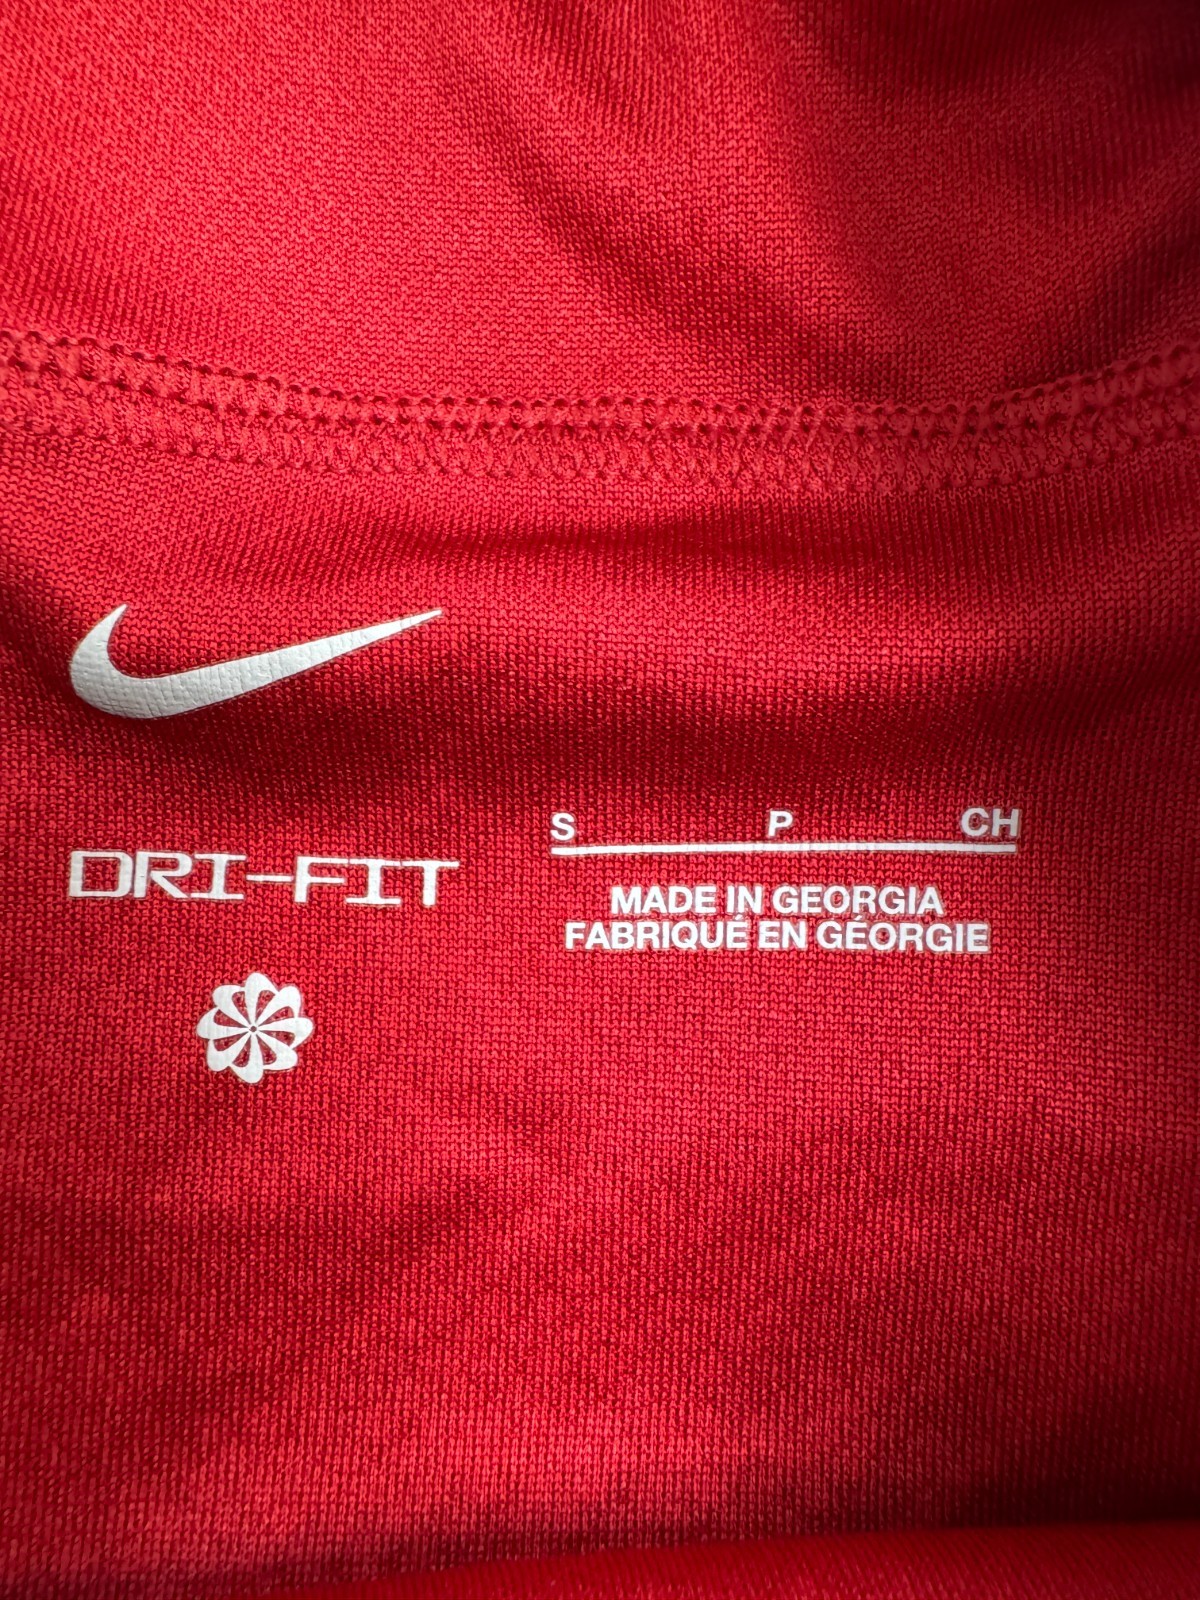 S P CH
DRI-FIT
MADE IN GEORGIA
FABRIQUÉ EN GÉORGIE